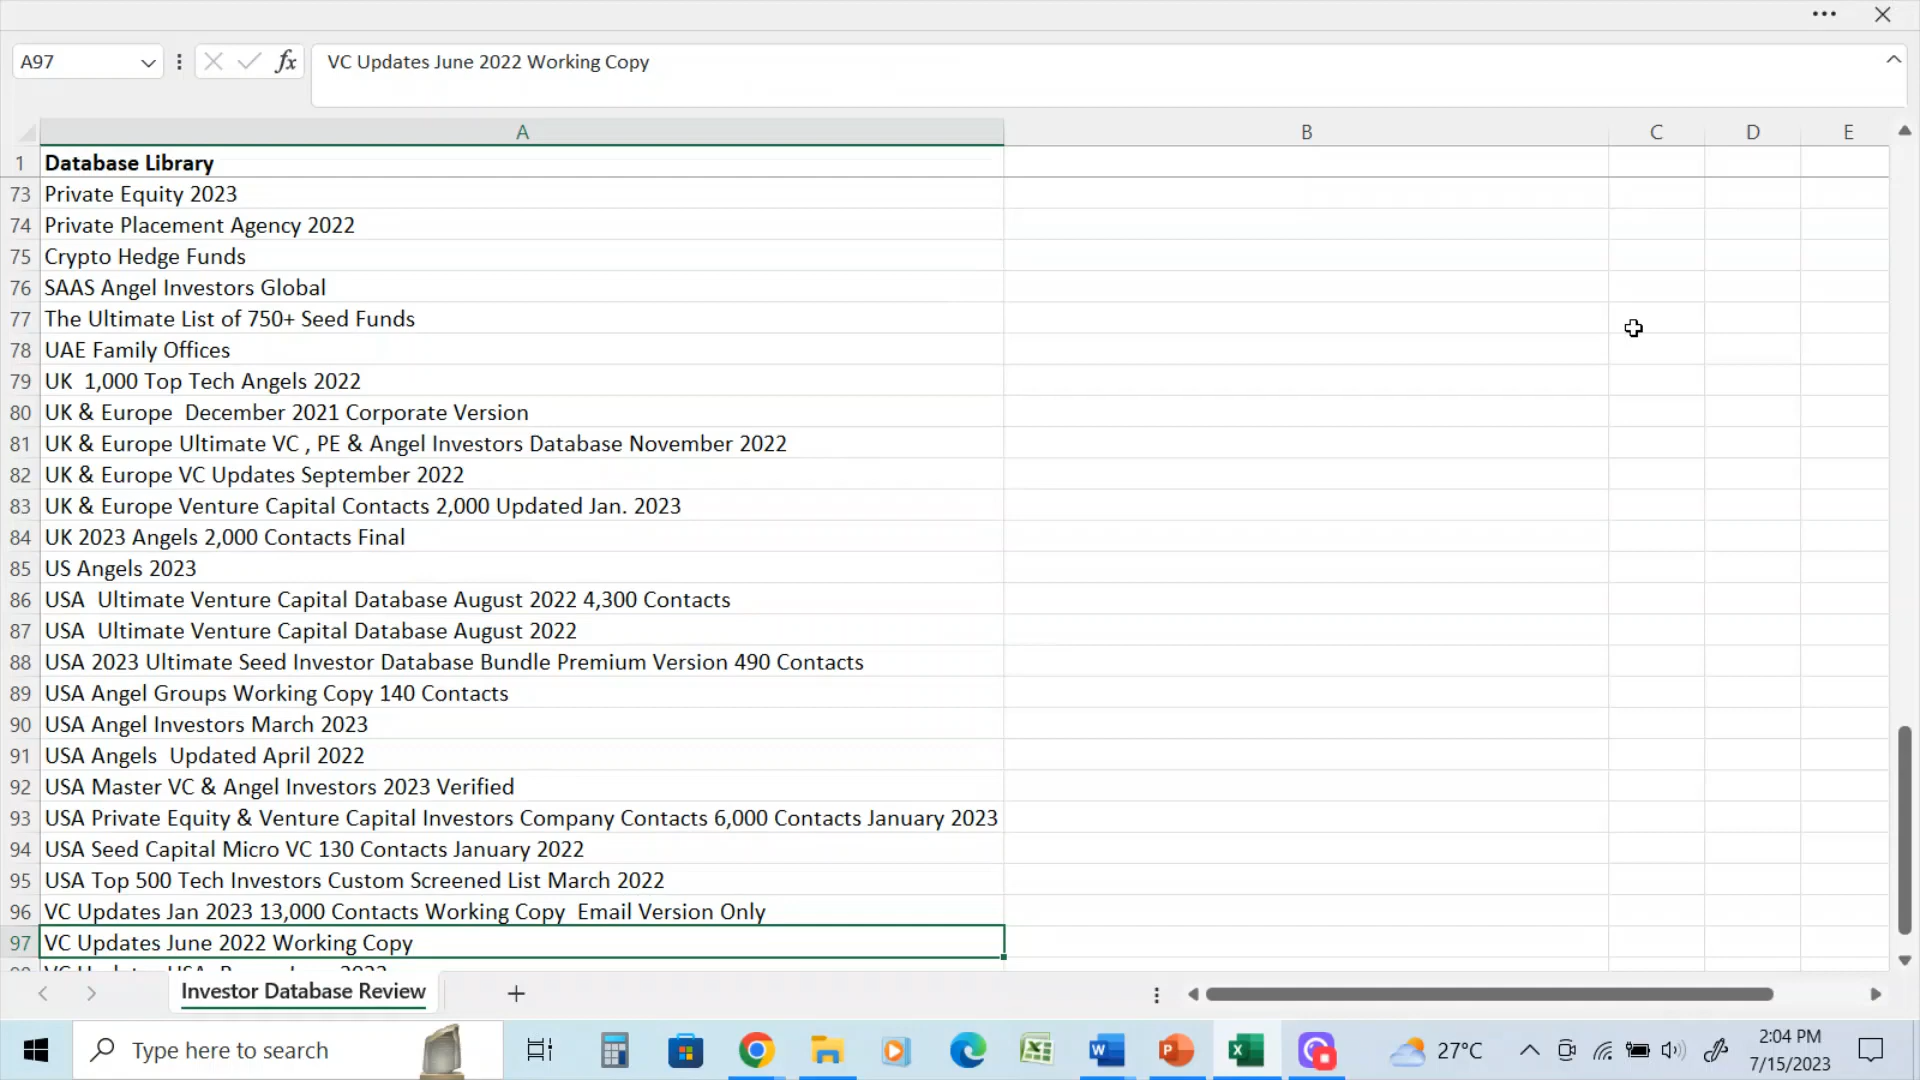 A97
fx
VC Updates June 2022 Working Copy
A B C D E
1 Database Library
73 Private Equity 2023
74 Private Placement Agency 2022
75 Crypto Hedge Funds
76 SAAS Angel Investors Global
77 The Ultimate List of 750+ Seed Funds
78 UAE Family Offices
79 UK  1,000 Top Tech Angels 2022
80 UK & Europe  December 2021 Corporate Version
81 UK & Europe Ultimate VC , PE & Angel Investors Database November 2022
82 UK & Europe VC Updates September 2022
83 UK & Europe Venture Capital Contacts 2,000 Updated Jan. 2023
84 UK 2023 Angels 2,000 Contacts Final
85 US Angels 2023
86 USA  Ultimate Venture Capital Database August 2022 4,300 Contacts
87 USA  Ultimate Venture Capital Database August 2022
88 USA 2023 Ultimate Seed Investor Database Bundle Premium Version 490 Contacts
89 USA Angel Groups Working Copy 140 Contacts
90 USA Angel Investors March 2023
91 USA Angels  Updated April 2022
92 USA Master VC & Angel Investors 2023 Verified
93 USA Private Equity & Venture Capital Investors Company Contacts 6,000 Contacts January 2023
94 USA Seed Capital Micro VC 130 Contacts January 2022
95 USA Top 500 Tech Investors Custom Screened List March 2022
96 VC Updates Jan 2023 13,000 Contacts Working Copy  Email Version Only
97 VC Updates June 2022 Working Copy
Investor Database Review
Type here to search
27°C
2:04 PM
7/15/2023